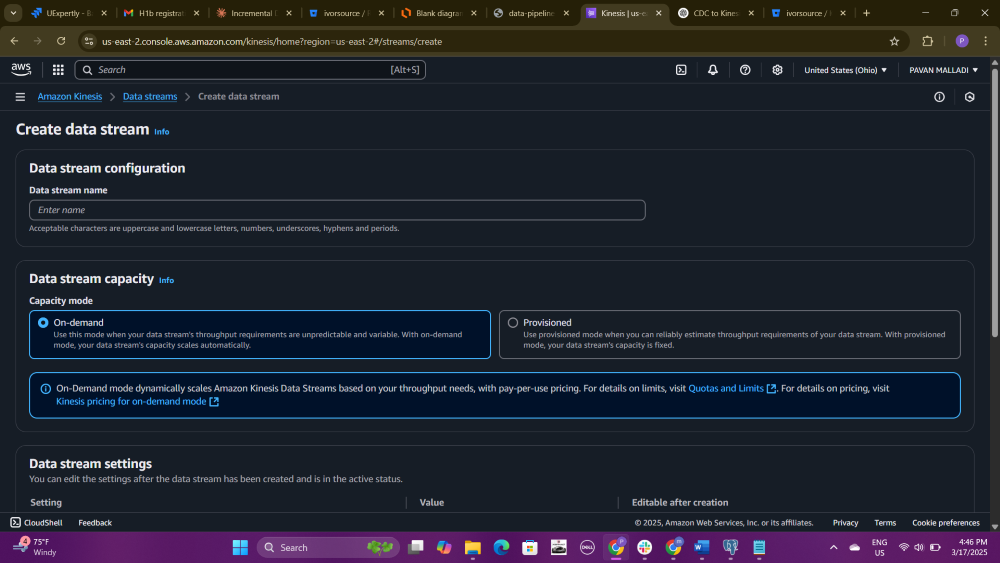 UExpertly - B
H1b registrat
Incremental
ivorsource /
Blank diagra
data-pipeline
Kinesis | us-e
CDC to Kines
ivorsource /
us-east-2.console.aws.amazon.com/kinesis/home?region=us-east-2#/streams/create
P
aws
Search
[Alt+S]
United States (Ohio)
PAVAN MALLADI
Amazon Kinesis
Data streams
Create data stream
Create data stream Info
Data stream configuration
Data stream name
Enter name
Acceptable characters are uppercase and lowercase letters, numbers, underscores, hyphens and periods.
Data stream capacity Info
Capacity mode
On-demand
Use this mode when your data stream's throughput requirements are unpredictable and variable. With on-demand
mode, your data stream's capacity scales automatically.
Provisioned
Use provisioned mode when you can reliably estimate throughput requirements of your data stream. With provisioned
mode, your data stream's capacity is fixed.
On-Demand mode dynamically scales Amazon Kinesis Data Streams based on your throughput needs, with pay-per-use pricing. For details on limits, visit Quotas and Limits. For details on pricing, visit
Kinesis pricing for on-demand mode
Data stream settings
You can edit the settings after the data stream has been created and is in the active status.
Setting
Value
Editable after creation
CloudShell
Feedback
© 2025, Amazon Web Services, Inc. or its affiliates.
Privacy
Terms
Cookie preferences
4
75°F
Windy
Search
DELL
ENG
US
4:46 PM
3/17/2025